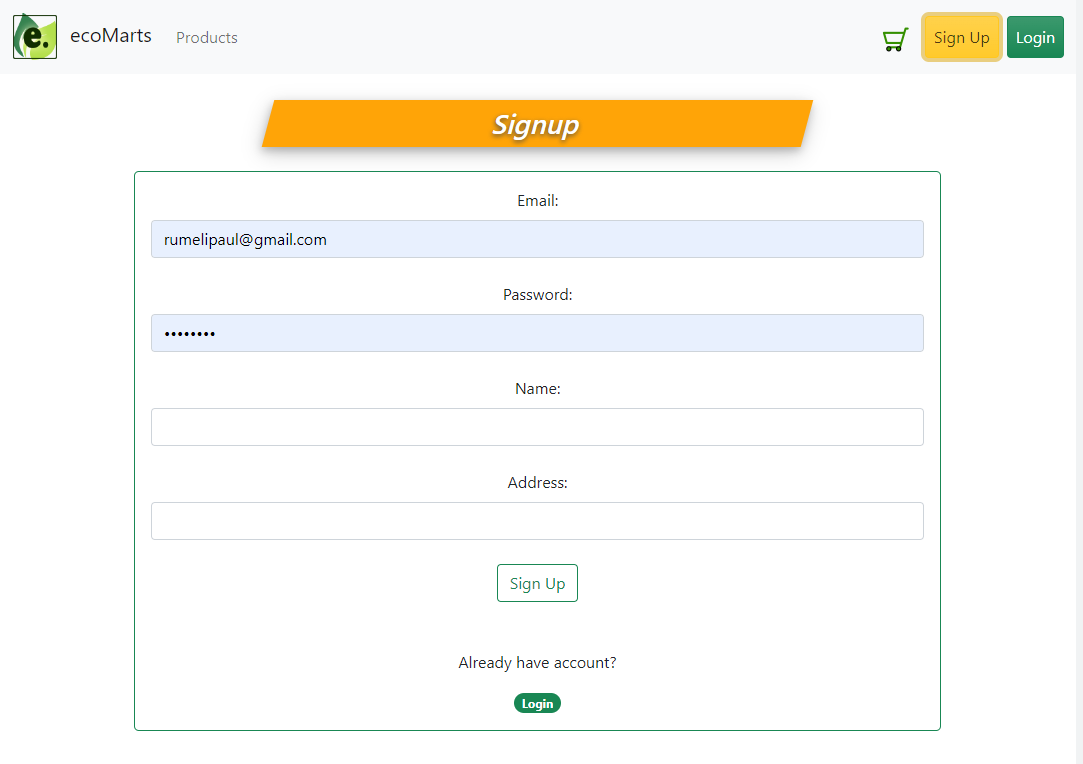 e.
ecoMarts
Products
Sign Up
Login
Signup
Email:
rumelipaul@gmail.com
Password:
••••••••
Name:
Address:
Sign Up
Already have account?
Login